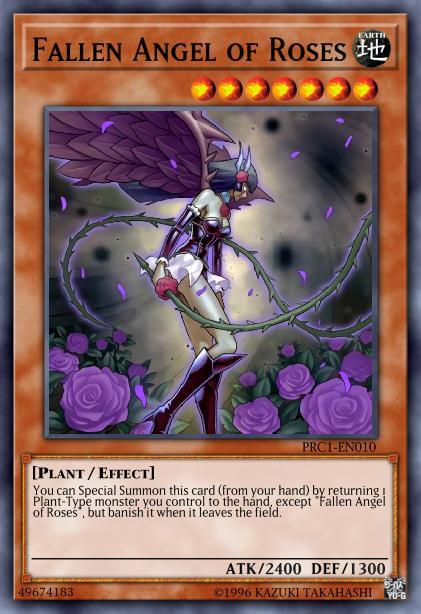 FALLEN ANGEL OF ROSES
EARTH
地
PRC1-EN010
[PLANT / EFFECT]
You can Special Summon this card (from your hand) by returning 1
Plant-Type monster you control to the hand, except "Fallen Angel
of Roses", but banish it when it leaves the field.
ATK/2400 DEF/1300
49674183
©1996 KAZUKI TAKAHASHI